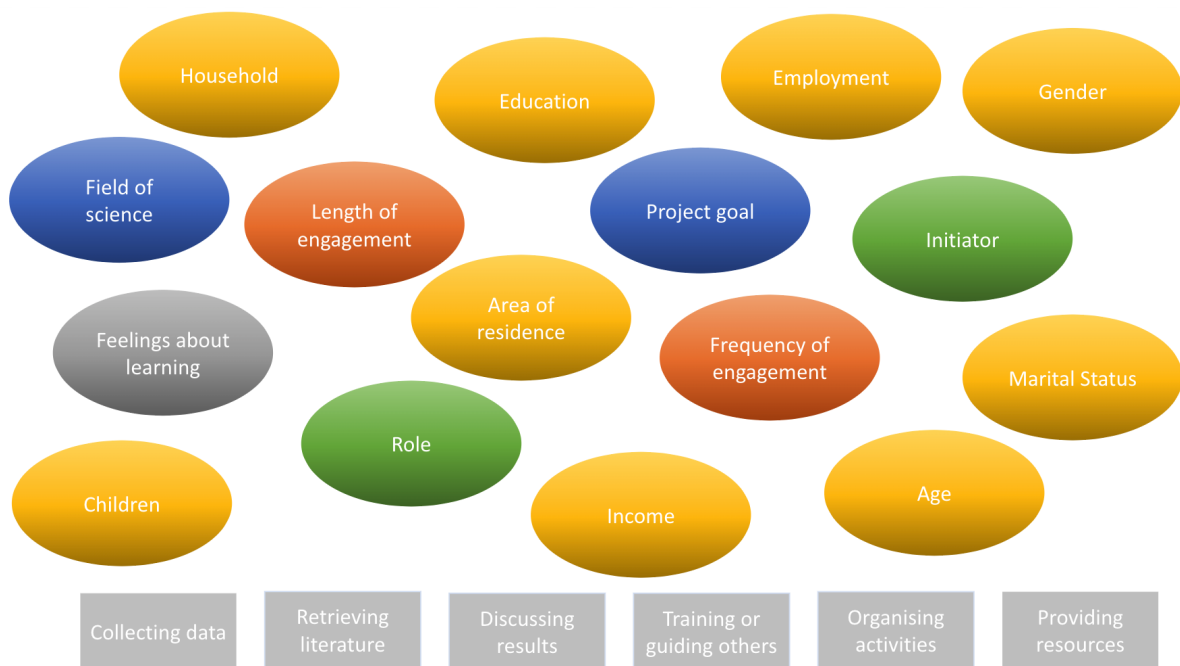 Household
Education
Employment
Gender
Field of
science
Length of
engagement
Project goal
Initiator
Feelings about
learning
Area of
residence
Frequency of
engagement
Marital Status
Children
Role
Income
Age
Collecting data
Retrieving
literature
Discussing
results
Training or
guiding others
Organising
activities
Providing
resources